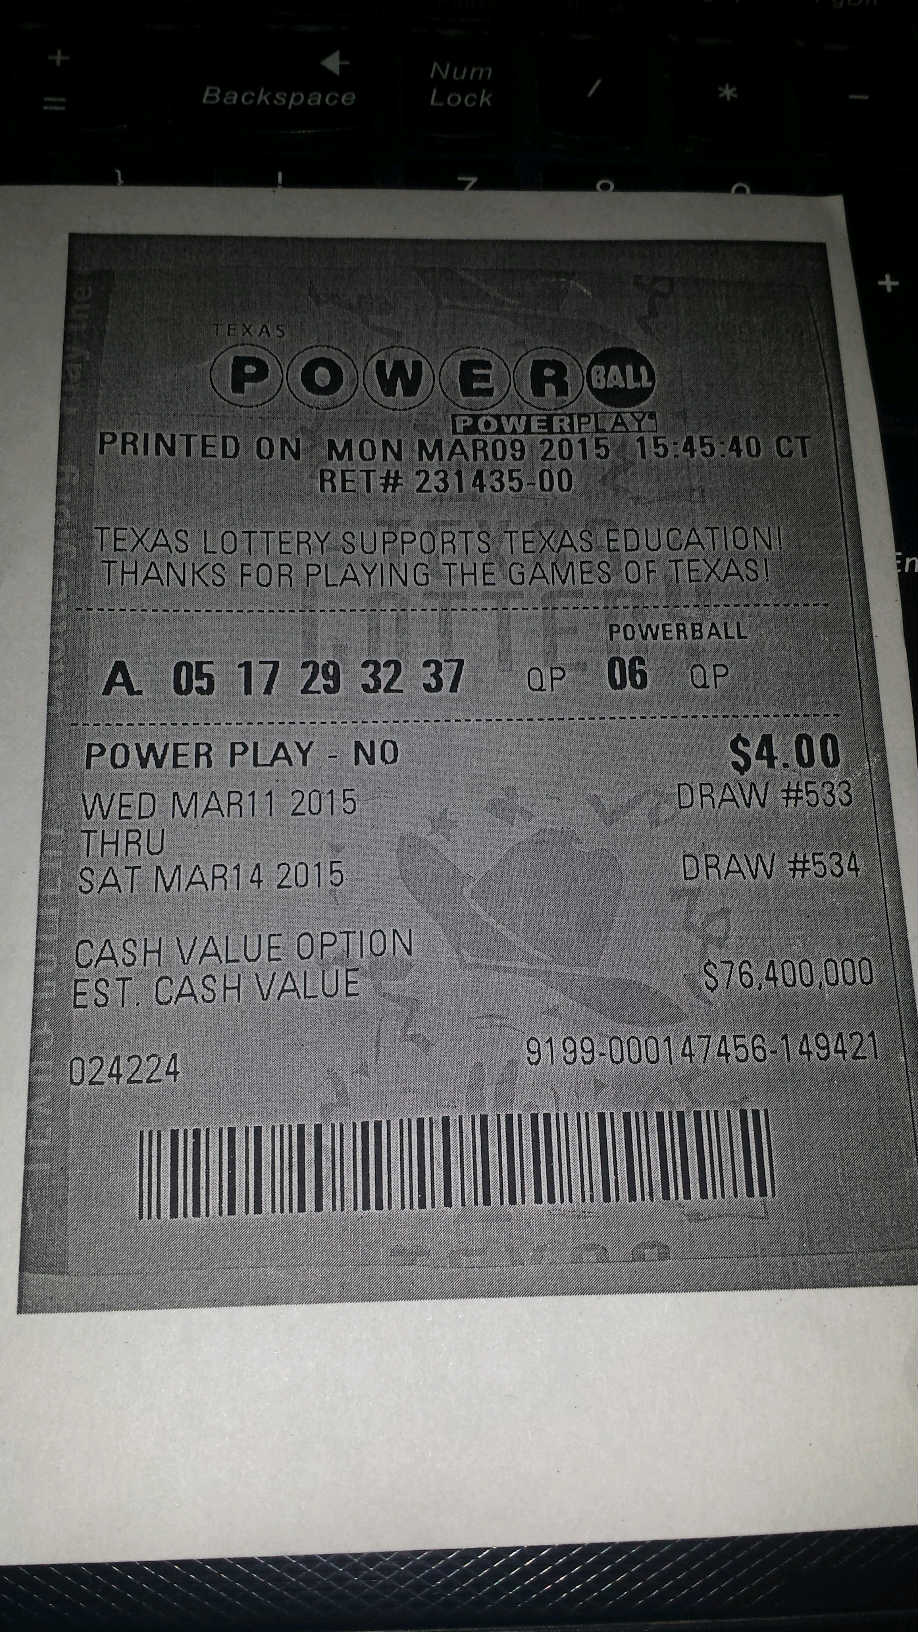 +
=
Backspace
Num
Lock
/
*
-
+
TEXAS
POWERBALL
POWERPLAY
PRINTED ON MON MAR09 2015 15:45:40 CT
RET# 231435-00
TEXAS LOTTERY SUPPORTS TEXAS EDUCATION!
THANKS FOR PLAYING THE GAMES OF TEXAS!
POWERBALL
A. 05 17 29 32 37 QP 06 QP
POWER PLAY - NO $4.00
WED MAR11 2015 DRAW #533
THRU
SAT MAR14 2015 DRAW #534
CASH VALUE OPTION
EST. CASH VALUE $76,400,000
024224 9199-000147456-149421